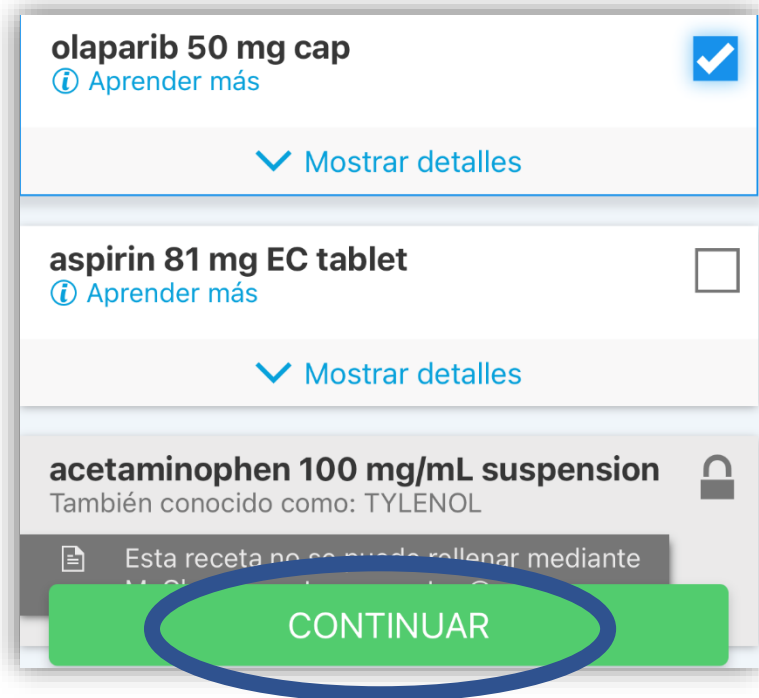 olaparib 50 mg cap
Aprender más
Mostrar detalles
aspirin 81 mg EC tablet
Aprender más
Mostrar detalles
acetaminophen 100 mg/mL suspension
También conocido como: TYLENOL
Esta receta no se puede rellenar mediante
CONTINUAR